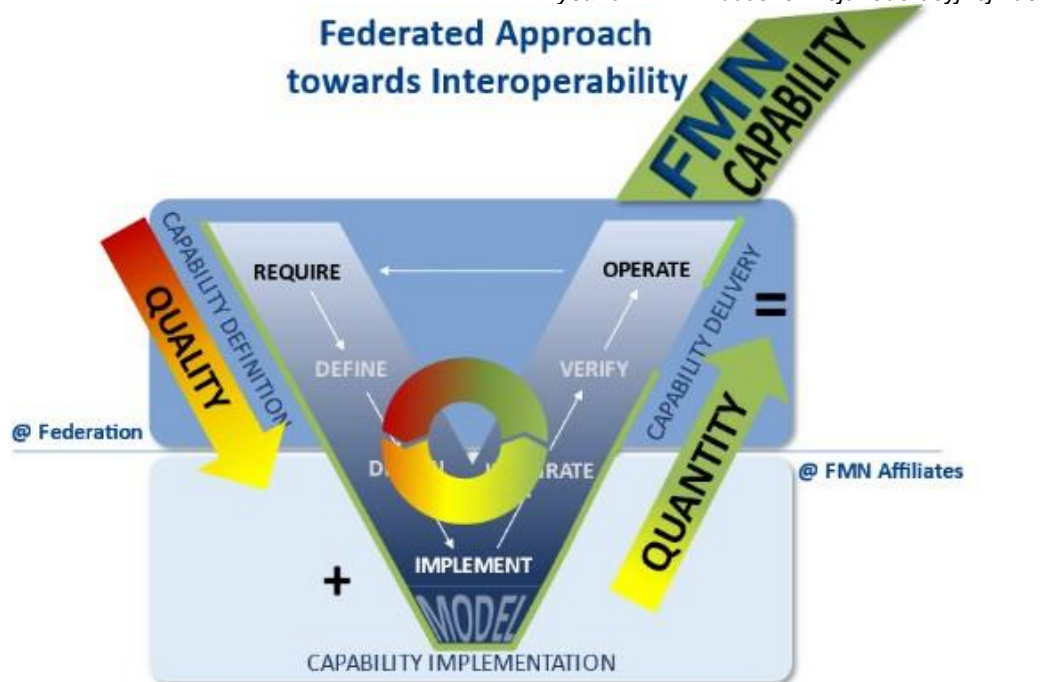 Federated Approach
towards Interoperability
FMN
CAPABILITY
CAPABILITY DEFINITION
QUALITY
REQUIRE
OPERATE
CAPABILITY DELIVERY
=
DEFINE
VERIFY
@ Federation
@ FMN Affiliates
QUANTITY
IMPLEMENT
+
MODEL
CAPABILITY IMPLEMENTATION